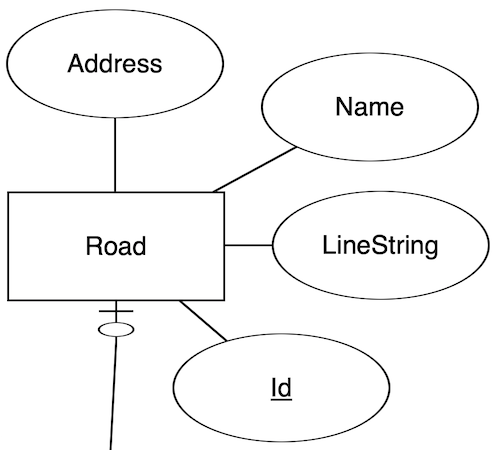 Address
Name
Road
LineString
Id